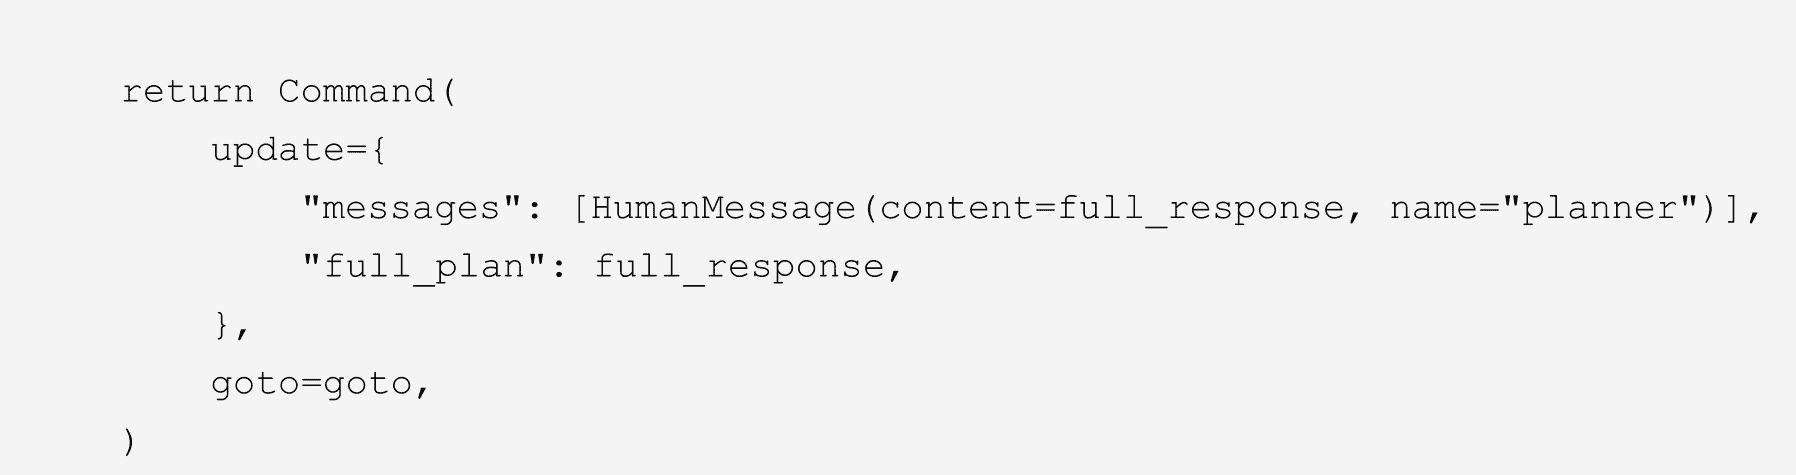 return Command(
    update={
        "messages": [HumanMessage(content=full_response, name="planner")],
        "full_plan": full_response,
    },
    goto=goto,
)